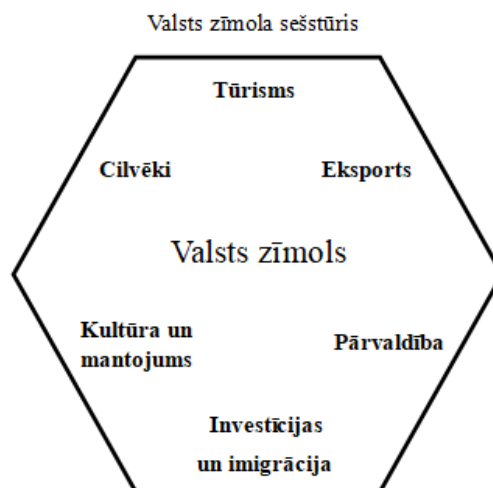 Valsts zīmola sešstūris
Tūrisms
Cilvēki
Eksports
Valsts zīmols
Kultūra un
mantojums
Pārvaldība
Investīcijas
un imigrācija